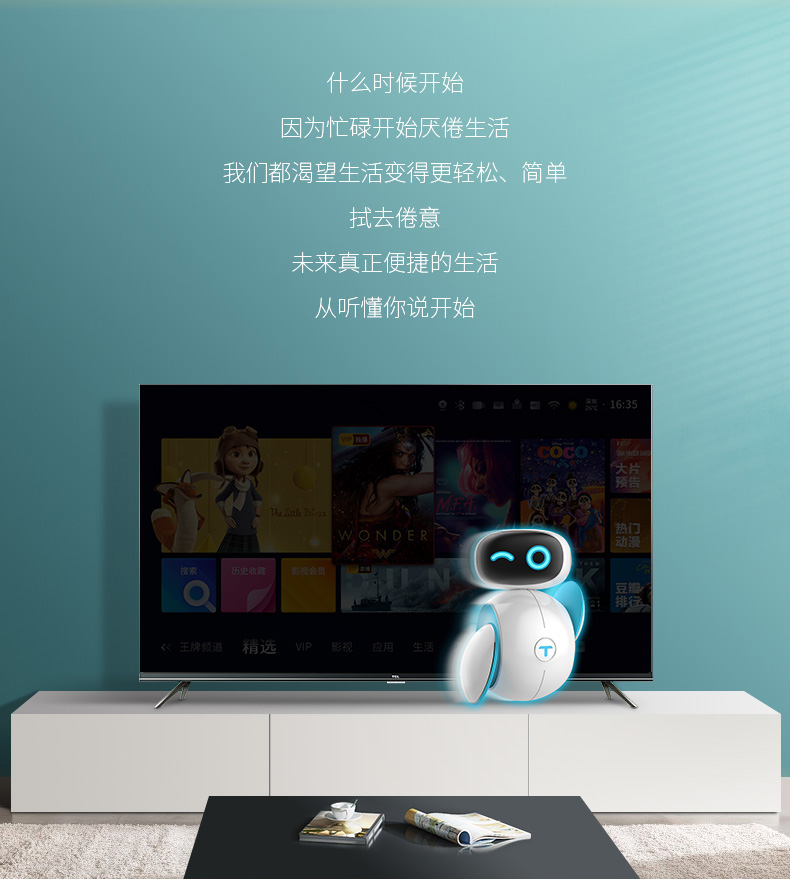 什么时候开始
因为忙碌开始厌倦生活
我们都渴望生活变得更轻松、简单
拭去倦意
未来真正便捷的生活
从听懂你说开始
16:35
VIP
The Little Prince
WONDER
COCO
大片
预告
热门
动漫
搜索
历史收藏
影视会员
豆瓣
排行
王牌频道
精选
VIP
影视
应用
生活
TCL
T